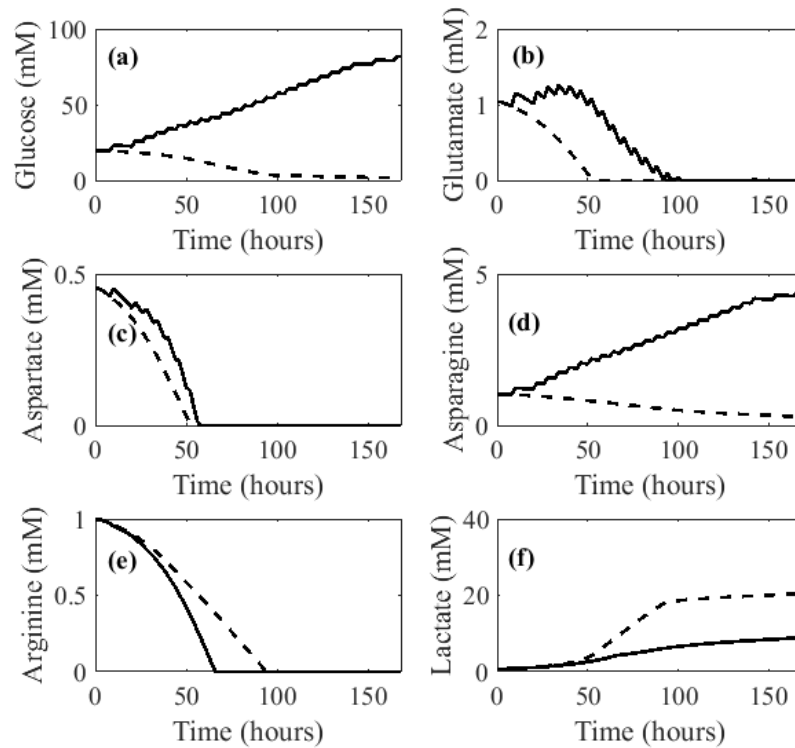 100
50
0
Glucose (mM)
(a)
0 50 100 150
Time (hours)
2
1
0
Glutamate (mM)
(b)
0 50 100 150
Time (hours)
0.5
0
Aspartate (mM)
(c)
0 50 100 150
Time (hours)
5
0
Asparagine (mM)
(d)
0 50 100 150
Time (hours)
1
0.5
0
Arginine (mM)
(e)
0 50 100 150
Time (hours)
40
20
0
Lactate (mM)
(f)
0 50 100 150
Time (hours)